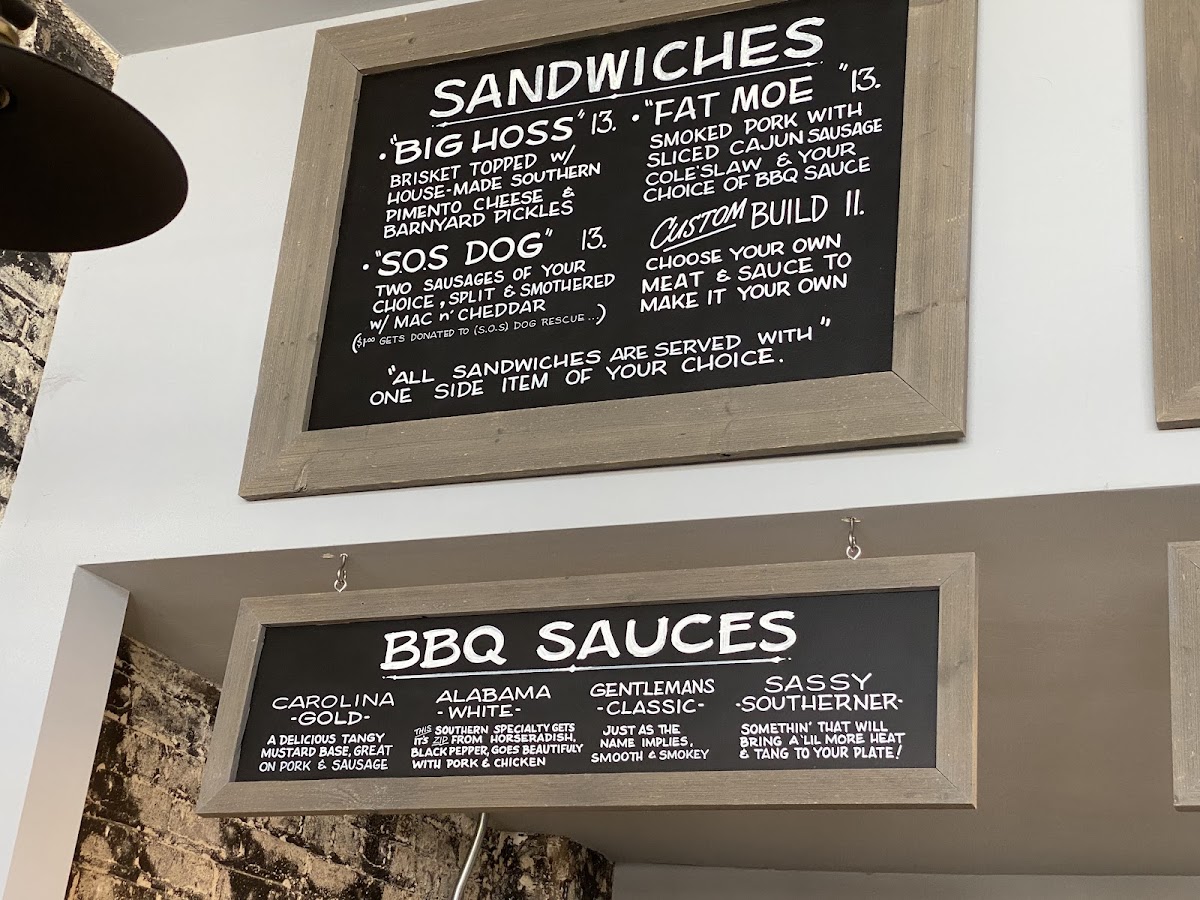 SANDWICHES
• "BIG HOSS" 13.
BRISKET TOPPED w/
HOUSE-MADE SOUTHERN
PIMENTO CHEESE &
BARNYARD PICKLES
• "S.O.S DOG" 13.
TWO SAUSAGES OF YOUR
CHOICE, SPLIT & SMOTHERED
w/ MAC n' CHEDDAR
($1.00 GETS DONATED TO (S.O.S) DOG RESCUE...)
• "FAT MOE" 13.
SMOKED PORK WITH
SLICED CAJUN SAUSAGE
COLE'SLAW & YOUR
CHOICE OF BBQ SAUCE
CUSTOM BUILD 11.
CHOOSE YOUR OWN
MEAT & SAUCE TO
MAKE IT YOUR OWN
"ALL SANDWICHES ARE SERVED WITH"
ONE SIDE ITEM OF YOUR CHOICE.
BBQ SAUCES
CAROLINA
-GOLD-
A DELICIOUS TANGY
MUSTARD BASE, GREAT
ON PORK & SAUSAGE
ALABAMA
-WHITE-
THIS SOUTHERN SPECIALTY GETS
IT'S ZIP FROM HORSERADISH,
BLACK PEPPER, GOES BEAUTIFULY
WITH PORK & CHICKEN
GENTLEMANS
-CLASSIC-
JUST AS THE
NAME IMPLIES,
SMOOTH & SMOKEY
SASSY
-SOUTHERNER-
SOMETHIN' THAT WILL
BRING A 'LL MORE HEAT
& TANG TO YOUR PLATE!